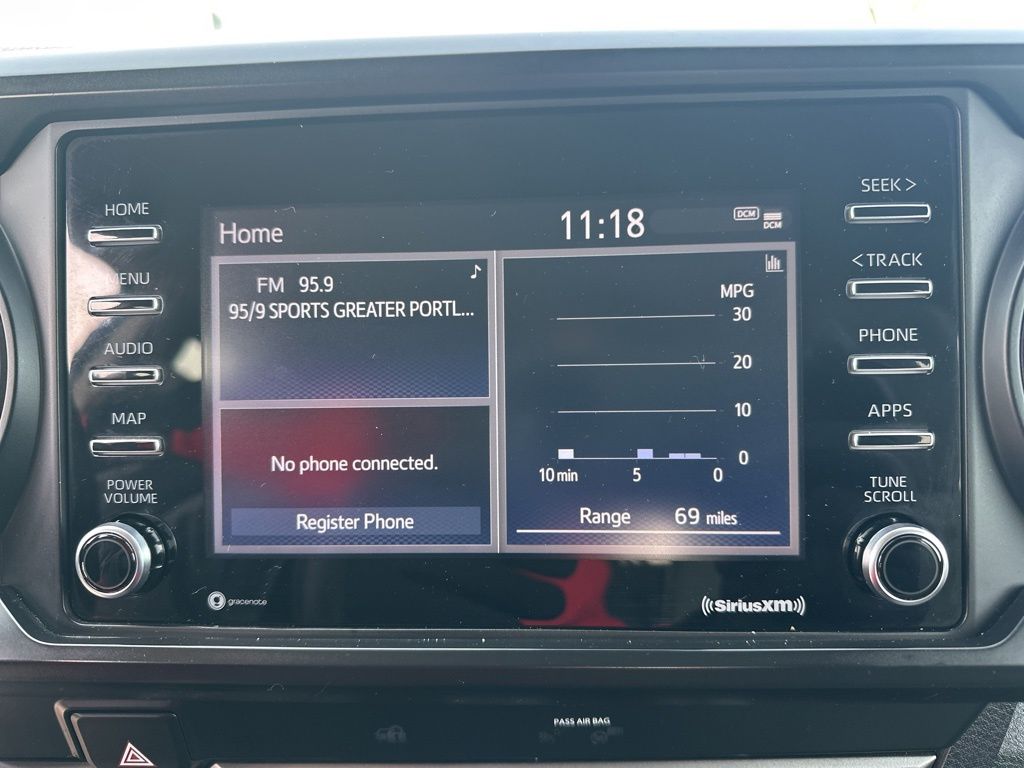 HOME
MENU
AUDIO
MAP
POWER
VOLUME
Home
11:18
DCM
DCM
FM 95.9
95/9 SPORTS GREATER PORTL...
No phone connected.
Register Phone
MPG
30
20
10
0
10 min 5 0
Range 69 miles
SEEK >
< TRACK
PHONE
APPS
TUNE
SCROLL
gracenote
((SiriusXM))
PASS AIR BAG